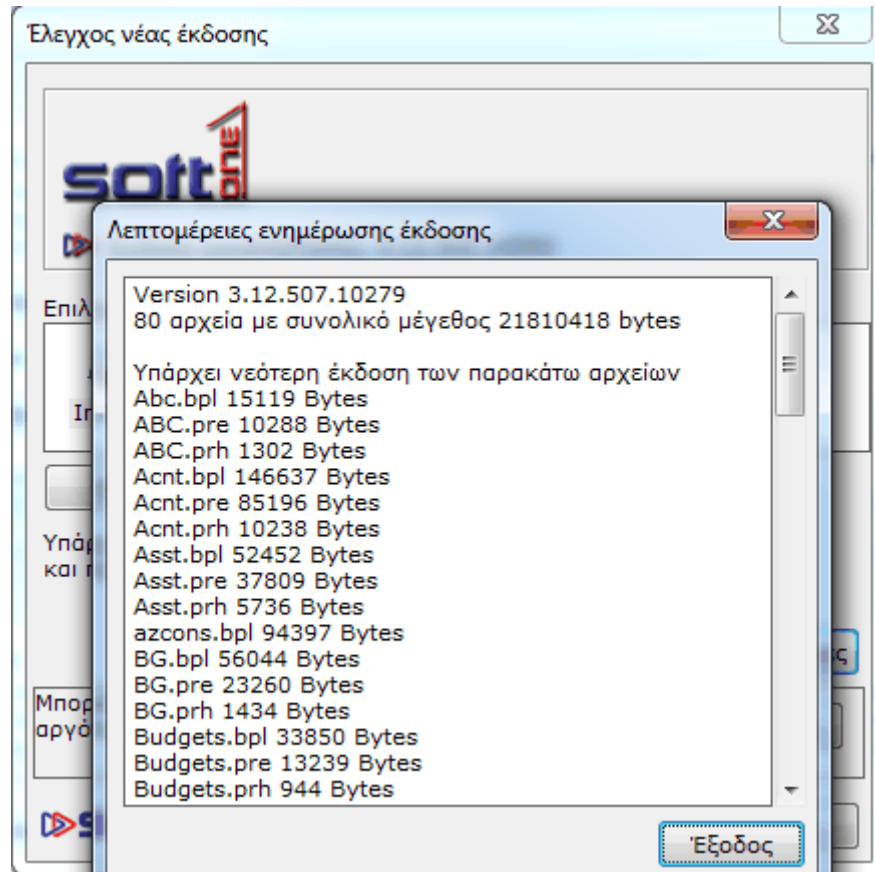 Έλεγχος νέας έκδοσης
soft one
Λεπτομέρειες ενημέρωσης έκδοσης
Version 3.12.507.10279
80 αρχεία με συνολικό μέγεθος 21810418 bytes
Υπάρχει νεότερη έκδοση των παρακάτω αρχείων
Abc.bpl 15119 Bytes
ABC.pre 10288 Bytes
ABC.prh 1302 Bytes
Acnt.bpl 146637 Bytes
Acnt.pre 85196 Bytes
Acnt.prh 10238 Bytes
Asst.bpl 52452 Bytes
Asst.pre 37809 Bytes
Asst.prh 5736 Bytes
azcons.bpl 94397 Bytes
BG.bpl 56044 Bytes
BG.pre 23260 Bytes
BG.prh 1434 Bytes
Budgets.bpl 33850 Bytes
Budgets.pre 13239 Bytes
Budgets.prh 944 Bytes
Έξοδος
και